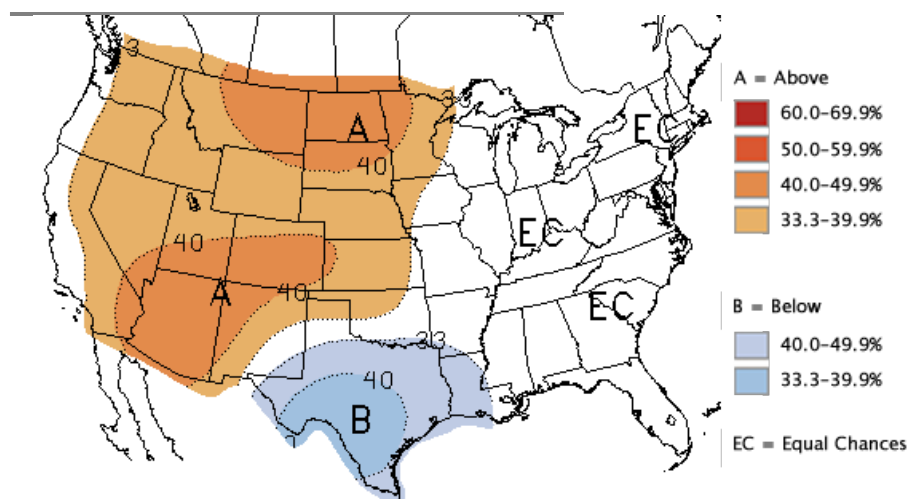 3
3
A
40
40
A
40
33
40
B
EC
EC
EC
A = Above
60.0-69.9%
50.0-59.9%
40.0-49.9%
33.3-39.9%
B = Below
40.0-49.9%
33.3-39.9%
EC = Equal Chances